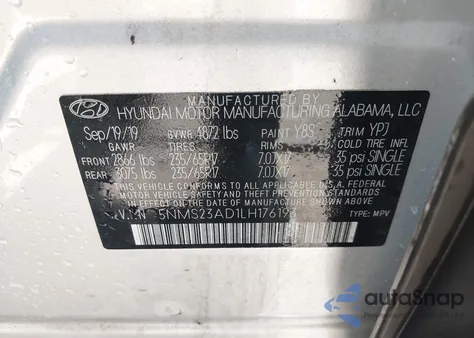 HYUNDAI
MANUFACTURED BY
HYUNDAI MOTOR MANUFACTURING ALABAMA, LLC
Sep/19/19 GVWR 4872 lbs PAINT Y8S TRIM YPJ
GAWR TIRES RIMS COLD TIRE INFL
FRONT 2866 lbs 235/65R17 7.0JX17 35 psi SINGLE
REAR 3075 lbs 235/65R17 7.0JX17 35 psi SINGLE
THIS VEHICLE CONFORMS TO ALL APPLICABLE U.S. FEDERAL MOTOR
VEHICLE SAFETY AND STANDARDS IN EFFECT ON THE
DATE OF MANUFACTURE SHOWN ABOVE.
5NMS23AD1LH176196 TYPE: MPV
autoSnap